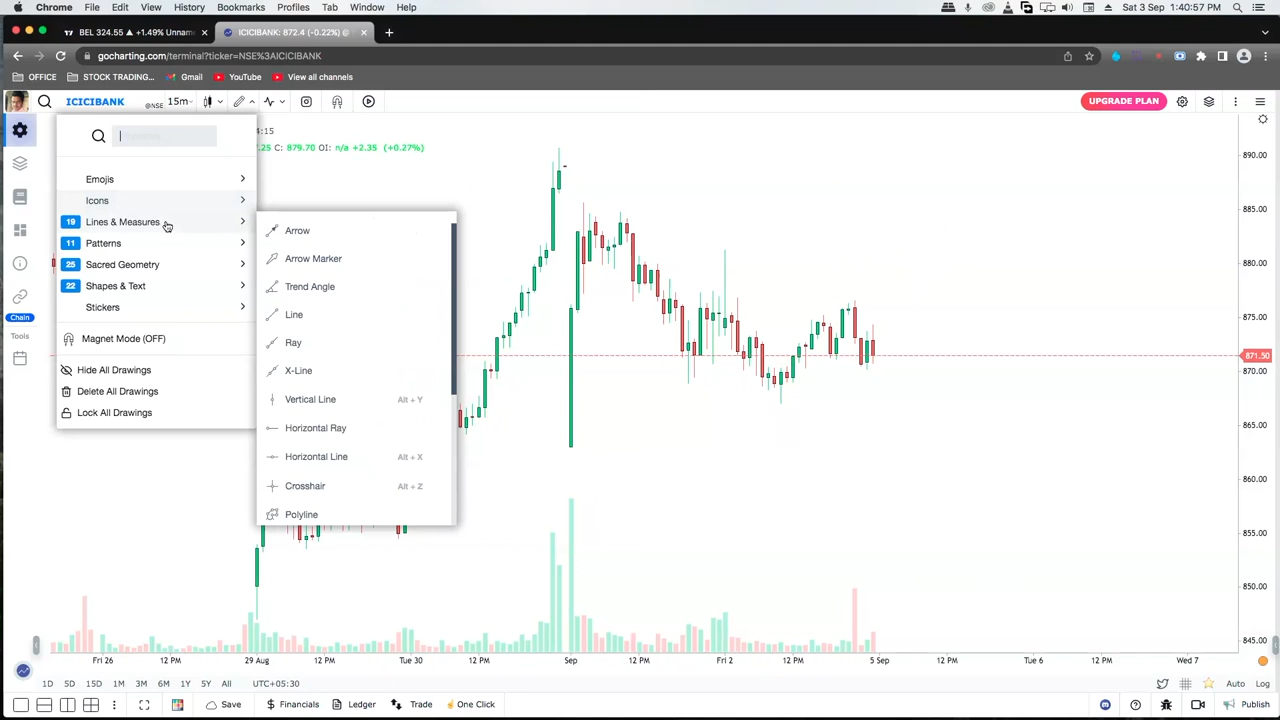 Chrome File Edit View History Bookmarks Profiles Tab Window Help Sat 3 Sep 1:40:57 PM
BEL 324.55 ▲ +1.49% Unnam ICICIBANK: 872.4 (-0.22%) @
gocharting.com/terminal?ticker=NSE%3AICICIBANK
OFFICE STOCK TRADING... Gmail YouTube View all channels
ICICIBANK @NSE 15m UPGRADE PLAN
4:15
.25 C: 879.70 OI: n/a +2.35 (+0.27%)
Emojis
Icons
19 Lines & Measures
11 Patterns
25 Sacred Geometry
22 Shapes & Text
Stickers
Magnet Mode (OFF)
Hide All Drawings
Delete All Drawings
Lock All Drawings
Chain
Tools
Arrow
Arrow Marker
Trend Angle
Line
Ray
X-Line
Vertical Line Alt + Y
Horizontal Ray
Horizontal Line Alt + X
Crosshair Alt + Z
Polyline
890.00
885.00
880.00
875.00
871.50
870.00
865.00
860.00
855.00
850.00
845.00
Fri 26 12 PM 29 Aug 12 PM Tue 30 12 PM Sep 12 PM Fri 2 12 PM 5 Sep 12 PM Tue 6 12 PM Wed 7
1D 5D 15D 1M 3M 6M 1Y 5Y All UTC+05:30 Auto Log
Save Financials Ledger Trade One Click Publish